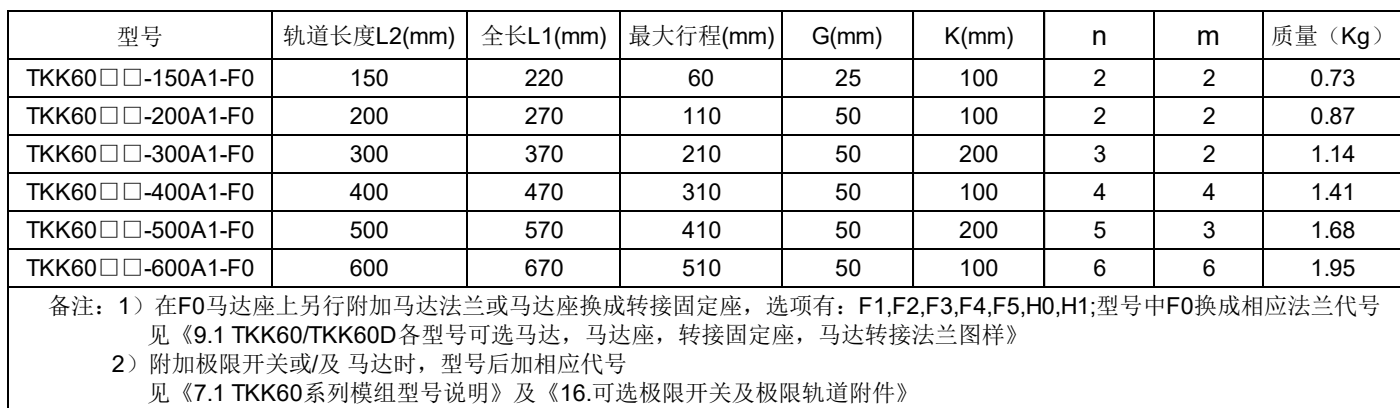 型号 轨道长度L2(mm) 全长L1(mm) 最大行程(mm) G(mm) K(mm) n m 质量（Kg）
TKK60□□-150A1-F0 150 220 60 25 100 2 2 0.73
TKK60□□-200A1-F0 200 270 110 50 100 2 2 0.87
TKK60□□-300A1-F0 300 370 210 50 200 3 2 1.14
TKK60□□-400A1-F0 400 470 310 50 100 4 4 1.41
TKK60□□-500A1-F0 500 570 410 50 200 5 3 1.68
TKK60□□-600A1-F0 600 670 510 50 100 6 6 1.95
备注：1）在F0马达座上另行附加马达法兰或马达座换成转接固定座，选项有：F1,F2,F3,F4,F5,H0,H1;型号中F0换成相应法兰代号
见《9.1 TKK60/TKK60D各型号可选马达，马达座，转接固定座，马达转接法兰图样》
2）附加极限开关或/及 马达时，型号后加相应代号
见《7.1 TKK60系列模组型号说明》及《16.可选极限开关及极限轨道附件》